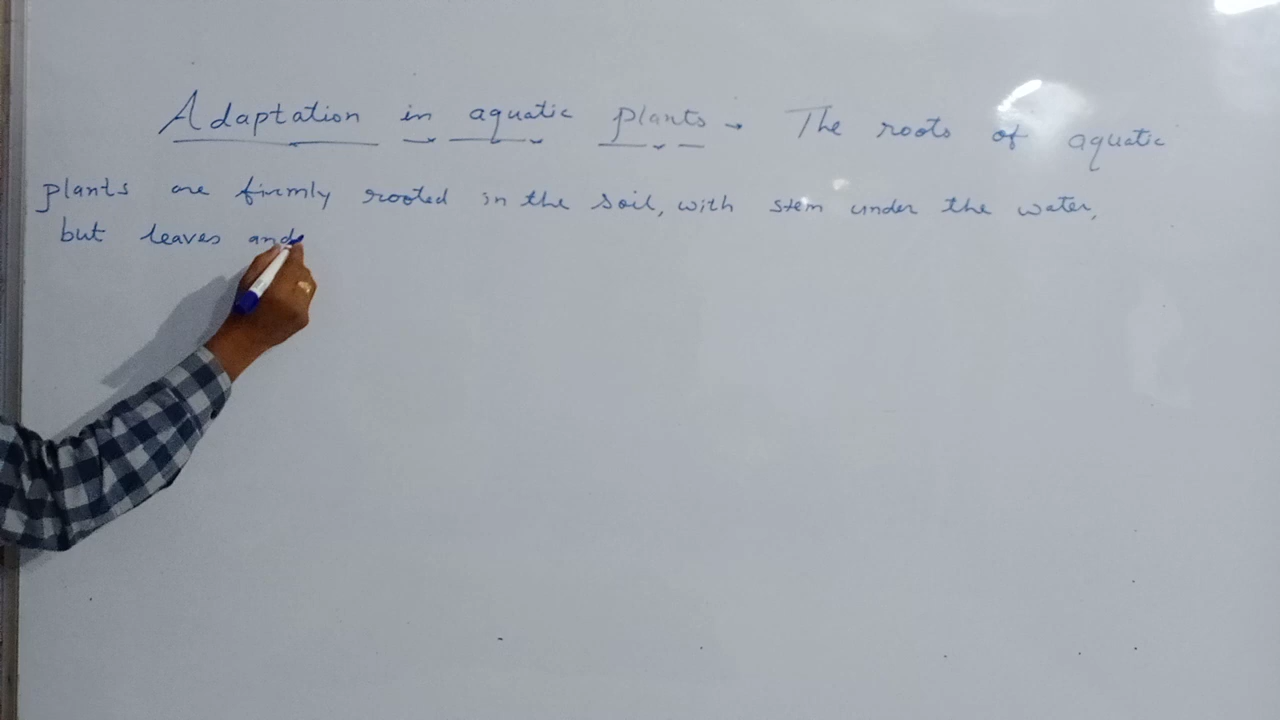 Adaptation in aquatic plants - The roots of aquatic
plants are firmly rooted in the soil, with stem under the water,
but leaves and